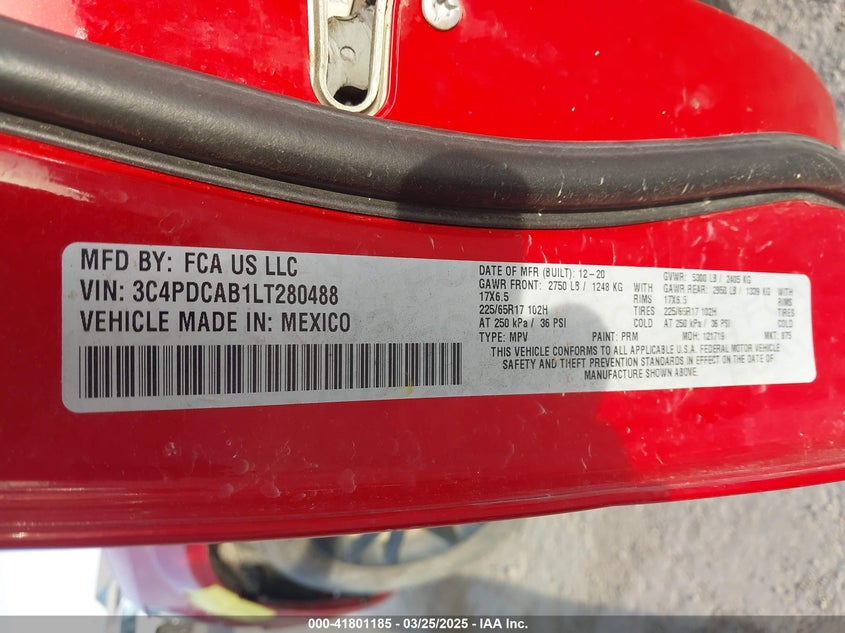 MFD BY: FCA US LLC
VIN: 3C4PDCAB1LT280488
VEHICLE MADE IN: MEXICO
DATE OF MFR (BUILT): 12-20 GVWR: 5300 LB / 2405 KG
GAWR FRONT: 2750 LB / 1248 KG WITH GAWR REAR: 2950 LB / 1339 KG WITH
17X6.5 RIMS 17X6.5 RIMS
225/65R17 102H TIRES 225/65R17 102H TIRES
AT 250 kPa / 36 PSI COLD AT 250 kPa / 36 PSI COLD
TYPE: MPV PAINT: PRM MDH: 121719 MKT: 875
THIS VEHICLE CONFORMS TO ALL APPLICABLE U.S.A. FEDERAL MOTOR VEHICLE
SAFETY AND THEFT PREVENTION STANDARDS IN EFFECT ON THE DATE OF
MANUFACTURE SHOWN ABOVE.
000-41801185 - 03/25/2025 - IAA Inc.